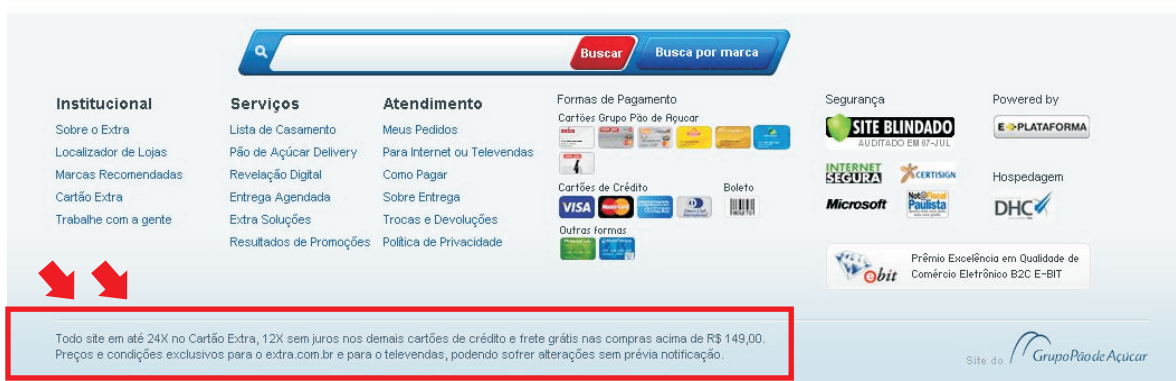 Buscar
Busca por marca
Institucional
Sobre o Extra
Localizador de Lojas
Marcas Recomendadas
Cartão Extra
Trabalhe com a gente
Serviços
Lista de Casamento
Pão de Açúcar Delivery
Revelação Digital
Entrega Agendada
Extra Soluções
Resultados de Promoções
Atendimento
Meus Pedidos
Para Internet ou Televendas
Como Pagar
Sobre Entrega
Trocas e Devoluções
Política de Privacidade
Formas de Pagamento
Cartões Grupo Pão de Açucar
Cartões de Crédito
Boleto
VISA
MasterCard
BOLETO
Outras formas
Segurança
SITE BLINDADO
AUDITADO EM 07-JUL
INTERNET
SEGURA
CERTISIGN
Microsoft
Not@Fiscal
Paulista
Powered by
E-PLATAFORMA
Hospedagem
DHC
ebit
Prêmio Excelência em Qualidade de
Comércio Eletrônico B2C E-BIT
Todo site em até 24X no Cartão Extra, 12X sem juros nos demais cartões de crédito e frete grátis nas compras acima de R$ 149,00.
Preços e condições exclusivos para o extra.com.br e para o televendas, podendo sofrer alterações sem prévia notificação.
Site do GrupoPãodeAçúcar